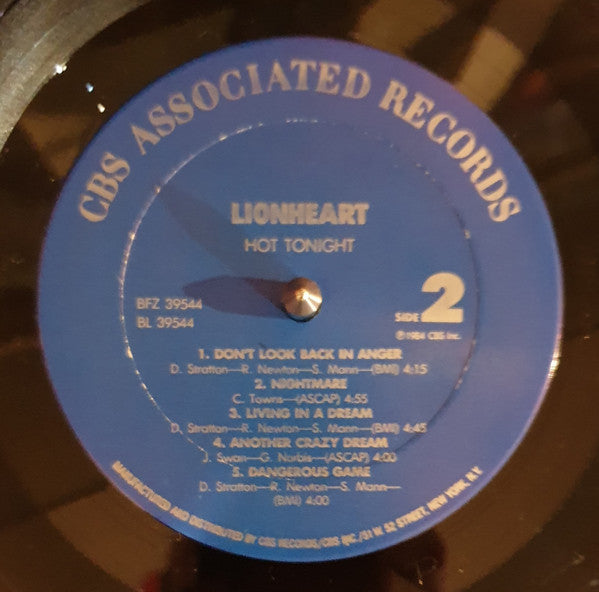 CBS ASSOCIATED RECORDS
LIONHEART
HOT TONIGHT
BFZ 39544
BL 39544
SIDE 2
℗1984 CBS Inc.
1. DON'T LOOK BACK IN ANGER
D. Stratton—R. Newton—S. Mann—(BMI) 4:15
2. NIGHTMARE
C. Towns—(ASCAP) 4:55
3. LIVING IN A DREAM
D. Stratton—R. Newton—S. Mann—(BMI) 4:45
4. ANOTHER CRAZY DREAM
J. Swan—G. Norbis—(ASCAP) 4:00
5. DANGEROUS GAME
D. Stratton—R. Newton—S. Mann—
(BMI) 4:00
MANUFACTURED AND DISTRIBUTED BY CBS RECORDS/CBS INC./51 W. 52 STREET, NEW YORK, N.Y.